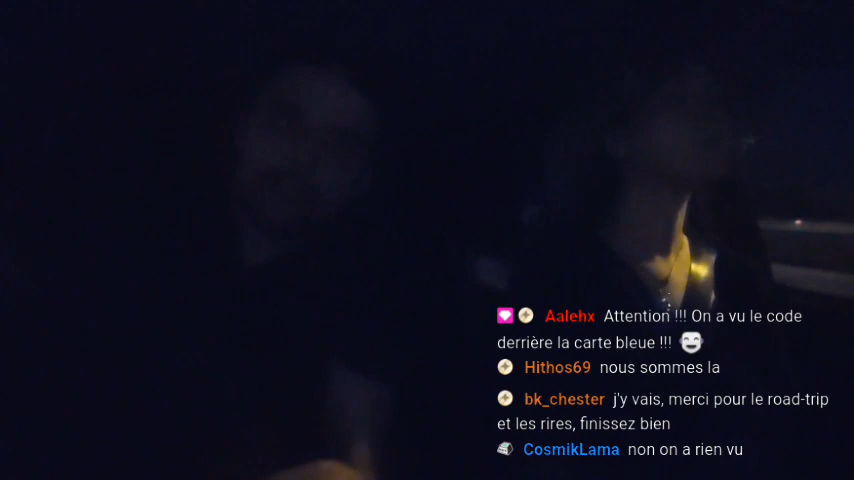 Aalehx Attention !!! On a vu le code
derrière la carte bleue !!!
Hithos69 nous sommes la
bk_chester j'y vais, merci pour le road-trip
et les rires, finissez bien
CosmikLama non on a rien vu